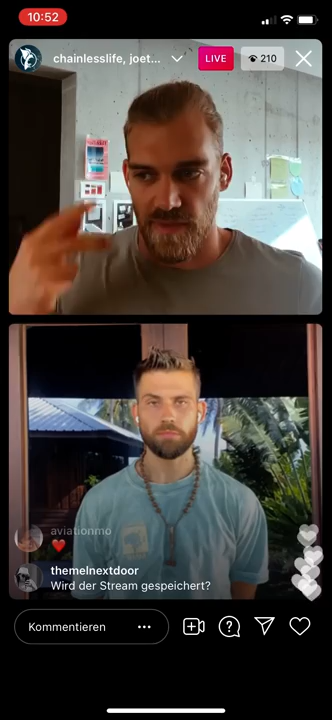 10:52
chainlesslife, joet...
LIVE
210
aviationmo
❤️
themelnextdoor
Wird der Stream gespeichert?
Kommentieren